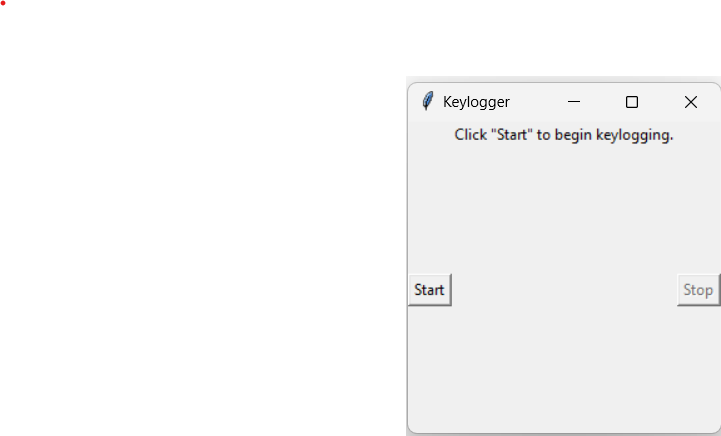 Keylogger
Click "Start" to begin keylogging.
Start
Stop